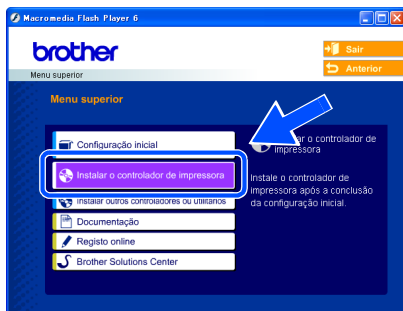 Macromedia Flash Player 6
brother
Sair
Anterior
Menu superior
Menu superior
Configuração inicial
Instalar o controlador de impressora
Instalar outros controladores ou utilitários
Documentação
Registo online
Brother Solutions Center
o controlador de
impressora
Instale o controlador de
impressora após a conclusão
da configuração inicial.